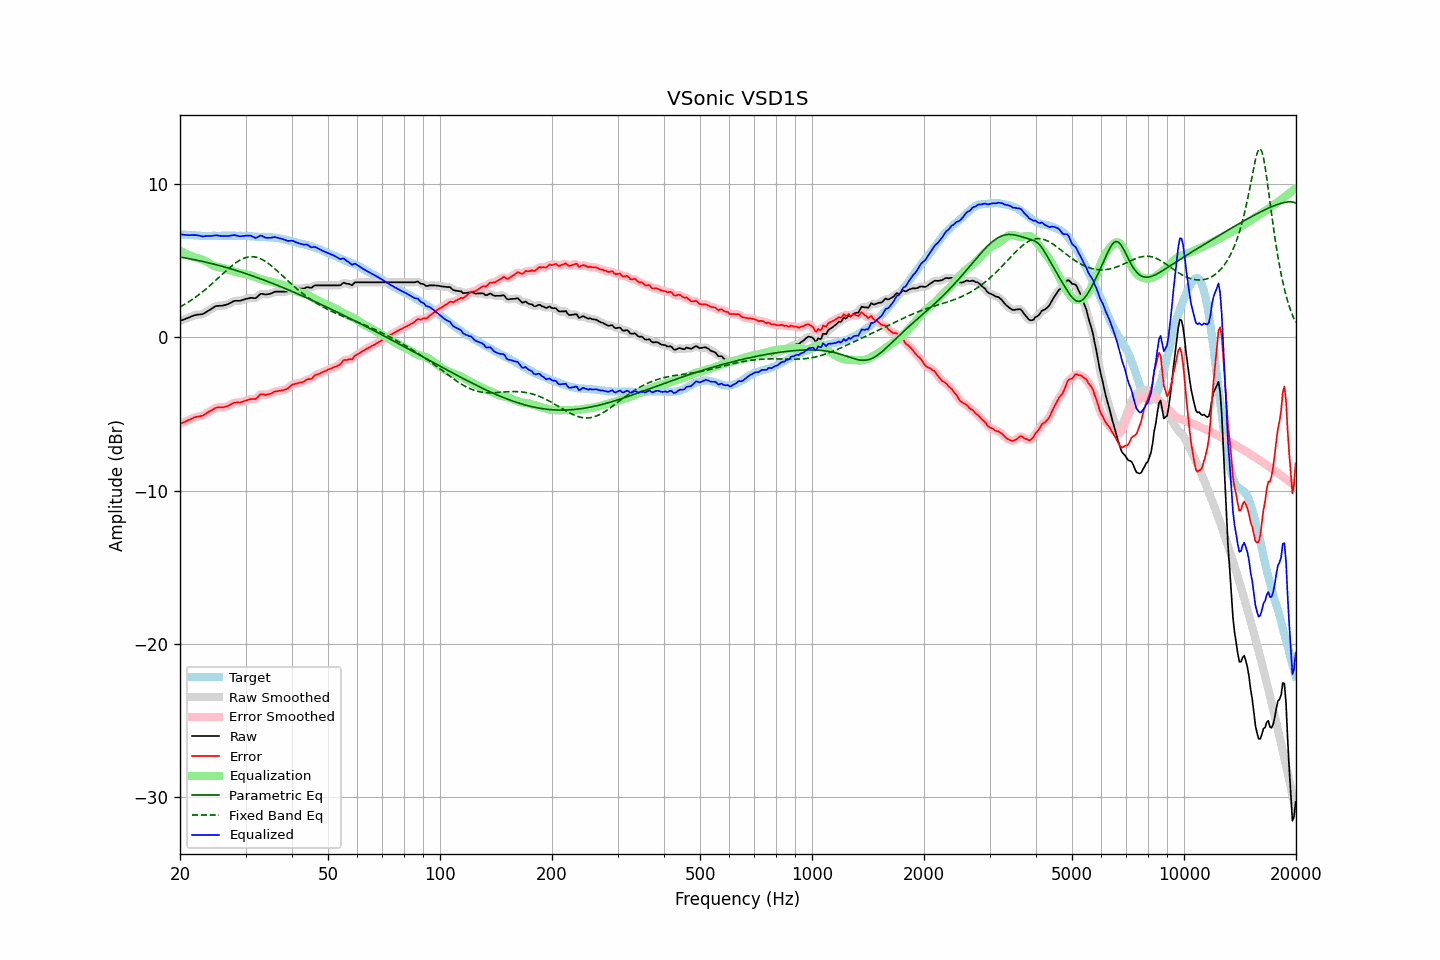 VSonic VSD1S
Amplitude (dBr)
10
0
−10
−20
−30
Target
Raw Smoothed
Error Smoothed
Raw
Error
Equalization
Parametric Eq
Fixed Band Eq
Equalized
20 50 100 200 500 1000 2000 5000 10000 20000
Frequency (Hz)